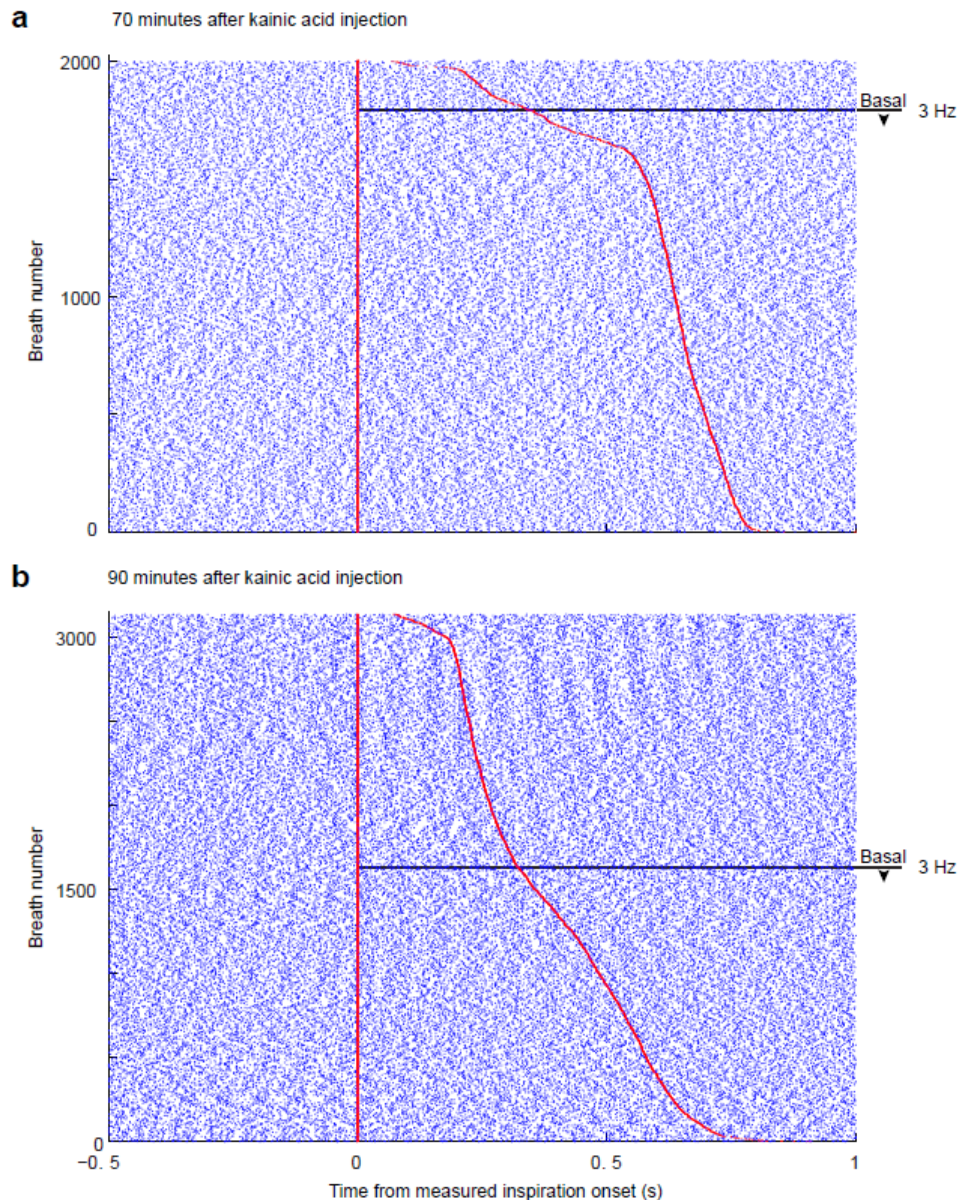 a
70 minutes after kainic acid injection
2000
Basal
3 Hz
Breath number
1000
0
b
90 minutes after kainic acid injection
3000
Basal
3 Hz
1500
Breath number
0
−0. 5
0
0. 5
1
Time from measured inspiration onset (s)